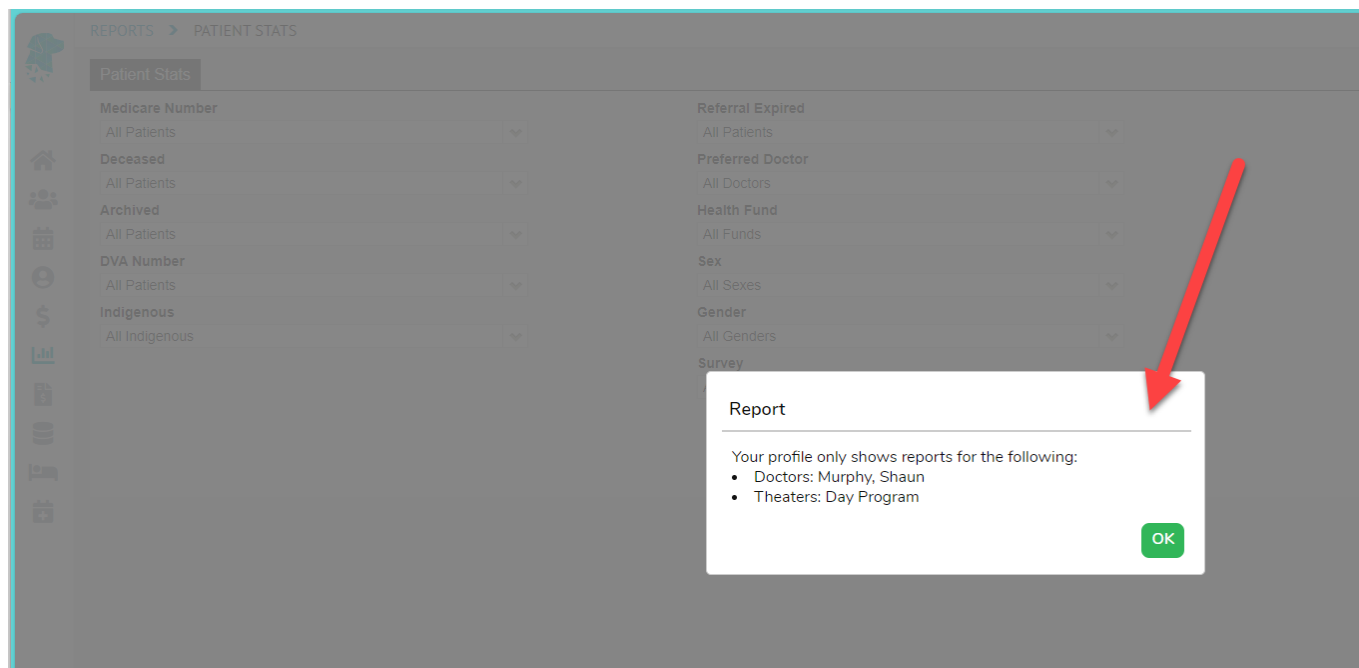 REPORTS > PATIENT STATS
Patient Stats
Medicare Number
All Patients
Deceased
All Patients
Archived
All Patients
DVA Number
All Patients
Indigenous
All Indigenous
Referral Expired
All Patients
Preferred Doctor
All Doctors
Health Fund
All Funds
Sex
All Sexes
Gender
All Genders
Survey
Report
Your profile only shows reports for the following:
• Doctors: Murphy, Shaun
• Theaters: Day Program
OK